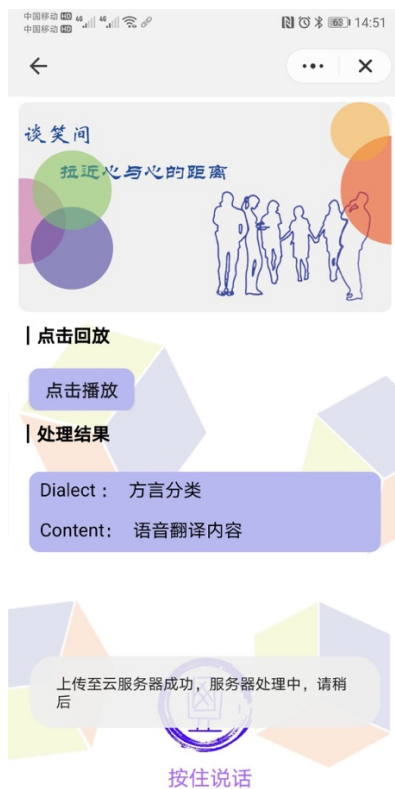 中国移动 HD 4G 4G 63 14:51
中国移动 HD
谈笑间
拉近心与心的距离
点击回放
点击播放
处理结果
Dialect： 方言分类
Content： 语音翻译内容
上传至云服务器成功，服务器处理中，请稍
后
按住说话